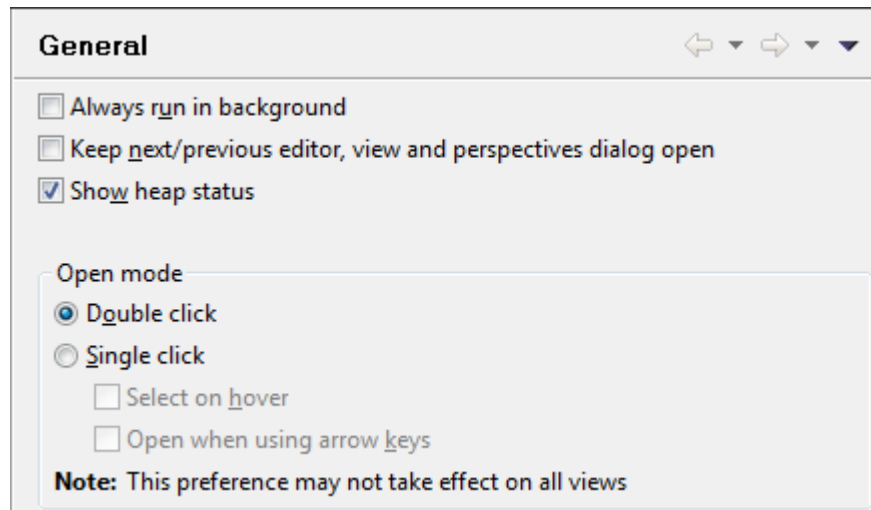 General
Always run in background
Keep next/previous editor, view and perspectives dialog open
Show heap status
Open mode
Double click
Single click
Select on hover
Open when using arrow keys
Note: This preference may not take effect on all views